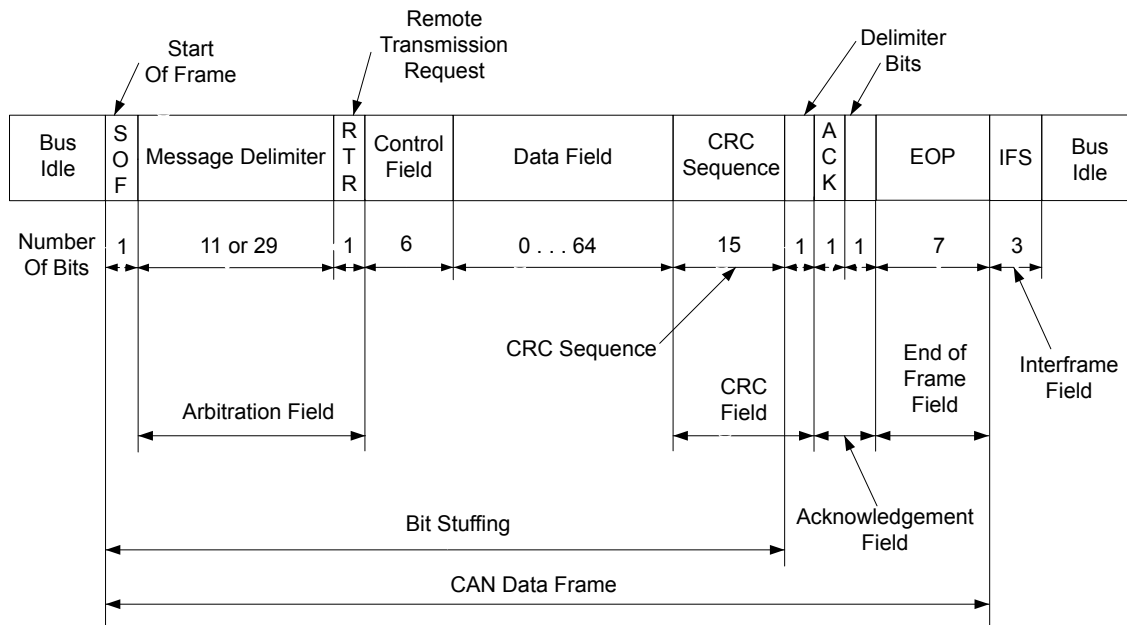 Start
Of Frame
Remote
Transmission
Request
Delimiter
Bits
Bus
Idle
S
O
F
Message Delimiter
R
T
R
Control
Field
Data Field
CRC
Sequence
A
C
K
EOP
IFS
Bus
Idle
Number
Of Bits
1
11 or 29
1
6
0 . . . 64
15
1
1
1
7
3
CRC Sequence
Arbitration Field
CRC
Field
End of
Frame
Field
Interframe
Field
Bit Stuffing
Acknowledgement
Field
CAN Data Frame